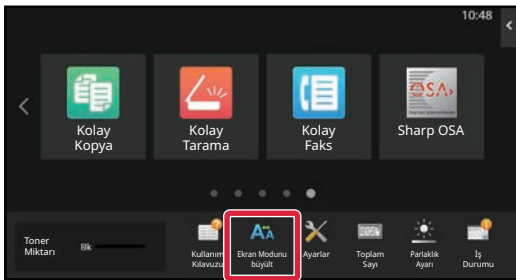 10:48
Kolay
Kopya
Kolay
Tarama
Kolay
Faks
OSA
Sharp OSA
Toner
Miktarı
Bk
Kullanım
Kılavuzu
Ekran Modunu
büyült
Ayarlar
Toplam
Sayı
Parlaklık
Ayarı
İş
Durumu